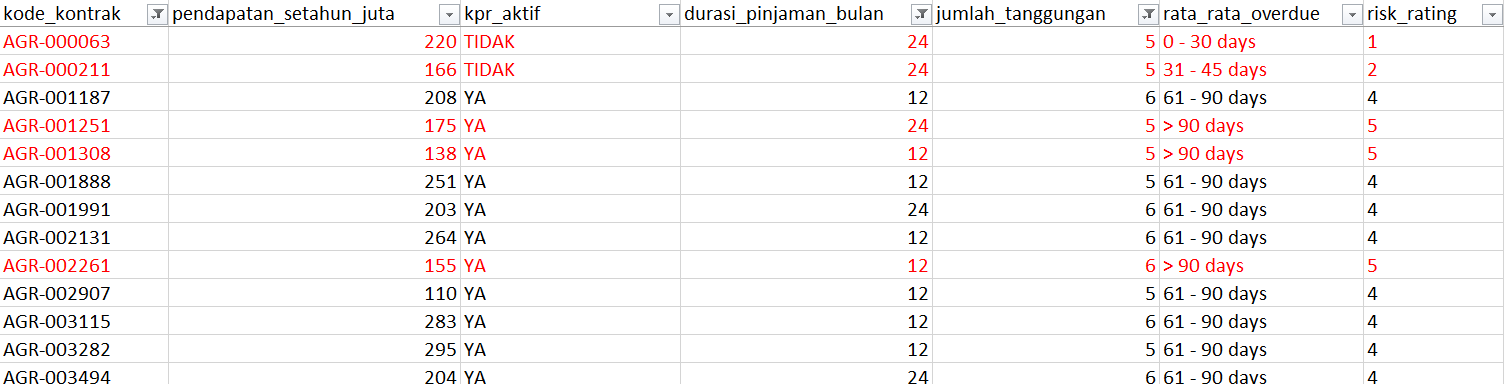 kode_kontrak pendapatan_setahun_juta kpr_aktif durasi_pinjaman_bulan jumlah_tanggungan rata_rata_overdue risk_rating
AGR-000063 220 TIDAK 24 5 0 - 30 days 1
AGR-000211 166 TIDAK 24 5 31 - 45 days 2
AGR-001187 208 YA 12 6 61 - 90 days 4
AGR-001251 175 YA 24 5 > 90 days 5
AGR-001308 138 YA 12 5 > 90 days 5
AGR-001888 251 YA 12 5 61 - 90 days 4
AGR-001991 203 YA 24 6 61 - 90 days 4
AGR-002131 264 YA 12 6 61 - 90 days 4
AGR-002261 155 YA 12 6 > 90 days 5
AGR-002907 110 YA 12 5 61 - 90 days 4
AGR-003115 283 YA 12 6 61 - 90 days 4
AGR-003282 295 YA 12 5 61 - 90 days 4
AGR-003494 204 YA 24 6 61 - 90 days 4